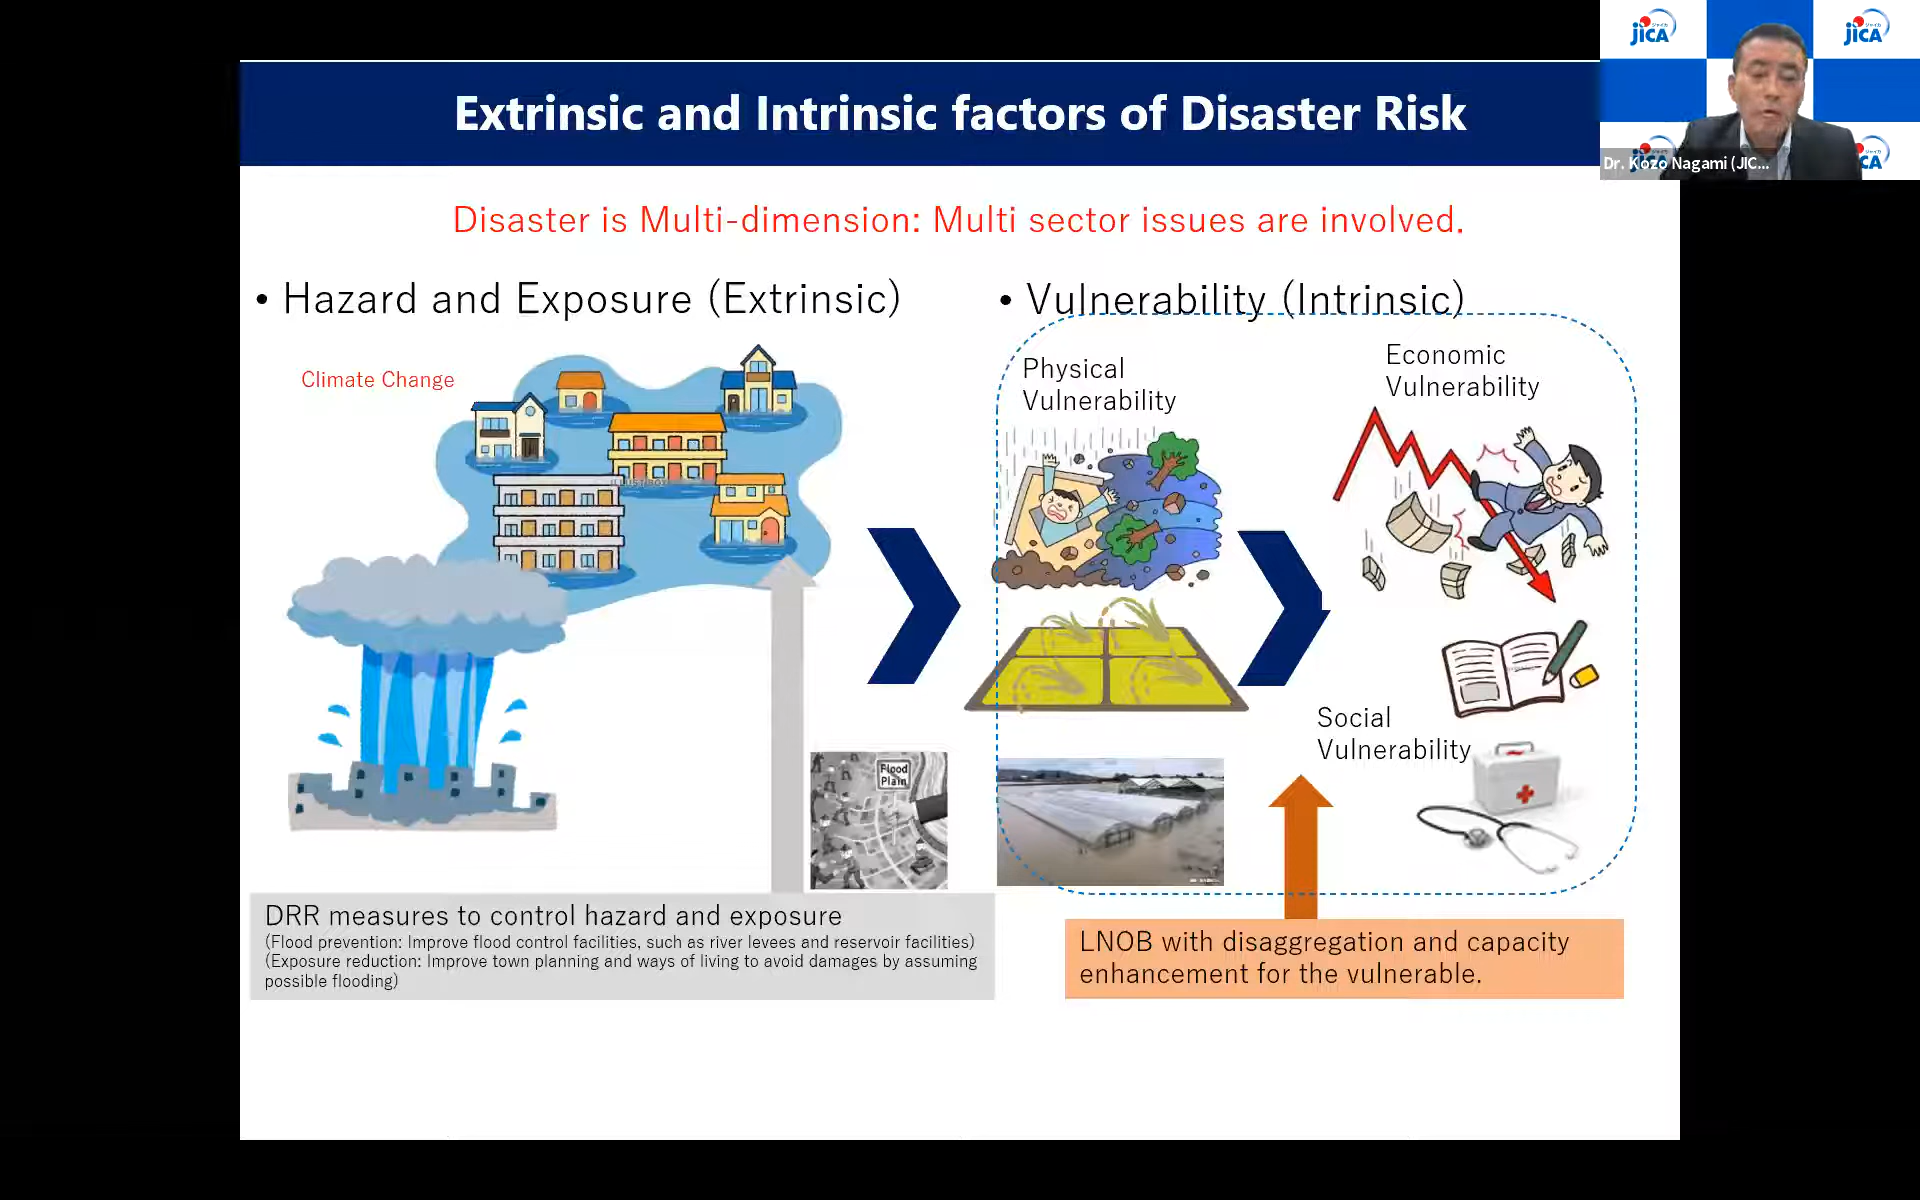 Extrinsic and Intrinsic factors of Disaster Risk
JICA
JICA
Dr. Kozo Nagami (JIC...
Disaster is Multi-dimension: Multi sector issues are involved.
• Hazard and Exposure (Extrinsic)
Climate Change
Flood
Plain
DRR measures to control hazard and exposure
(Flood prevention: Improve flood control facilities, such as river levees and reservoir facilities)
(Exposure reduction: Improve town planning and ways of living to avoid damages by assuming
possible flooding)
• Vulnerability (Intrinsic)
Physical
Vulnerability
Economic
Vulnerability
Social
Vulnerability
LNOB with disaggregation and capacity
enhancement for the vulnerable.